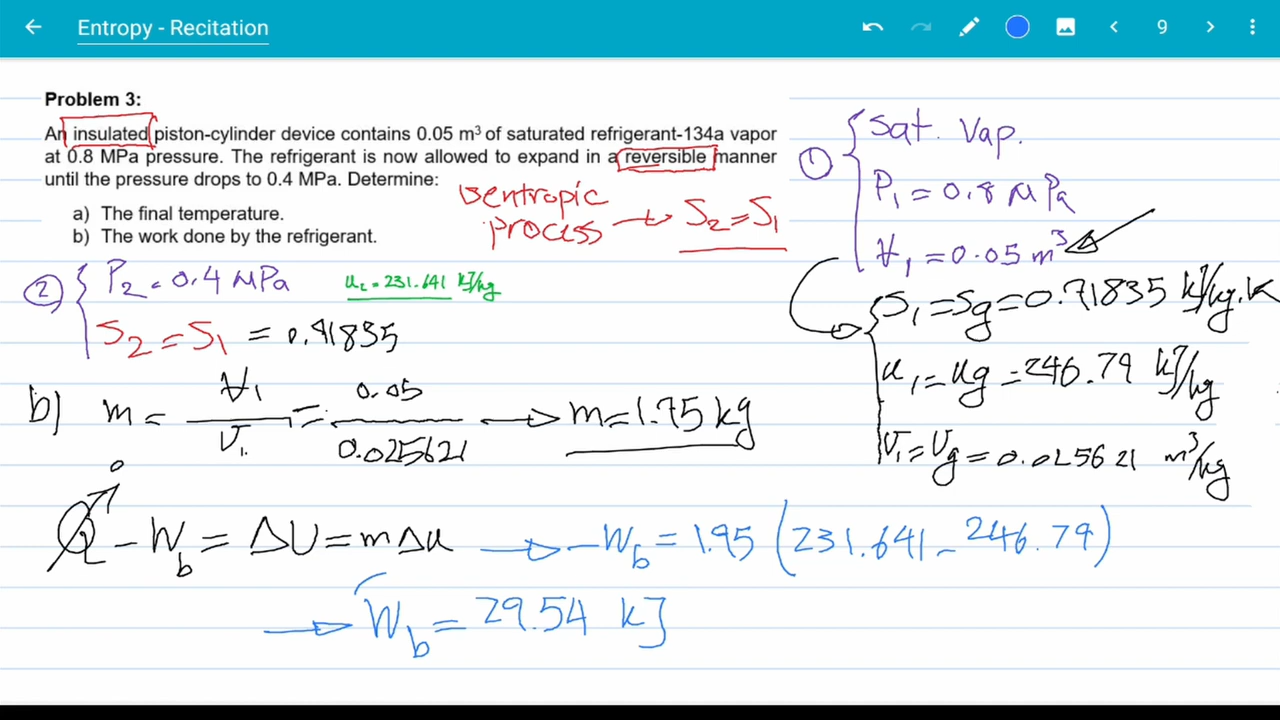 Entropy - Recitation
9
Problem 3:
An insulated piston-cylinder device contains 0.05 m³ of saturated refrigerant-134a vapor
at 0.8 MPa pressure. The refrigerant is now allowed to expand in a reversible manner
until the pressure drops to 0.4 MPa. Determine:
a) The final temperature.
b) The work done by the refrigerant.
isentropic
process → S₂=S₁
① { Sat. Vap.
P₁ = 0.8 MPa
V̶₁ = 0.05 m³
S₁=Sg=0.91835 kJ/kg.K
u₁=ug=246.79 kJ/kg
v₁=vg=0.025621 m³/kg
② { P₂=0.4 MPa
u₂=231.641 kJ/kg
S₂=S₁ = 0.91835
b) m = V̶₁/v₁ = 0.05/0.025621 → m=1.95 kg
Q↗0 - Wb = ΔU=mΔu → -Wb = 1.95 (231.641 - 246.79)
→ Wb = 29.54 kJ